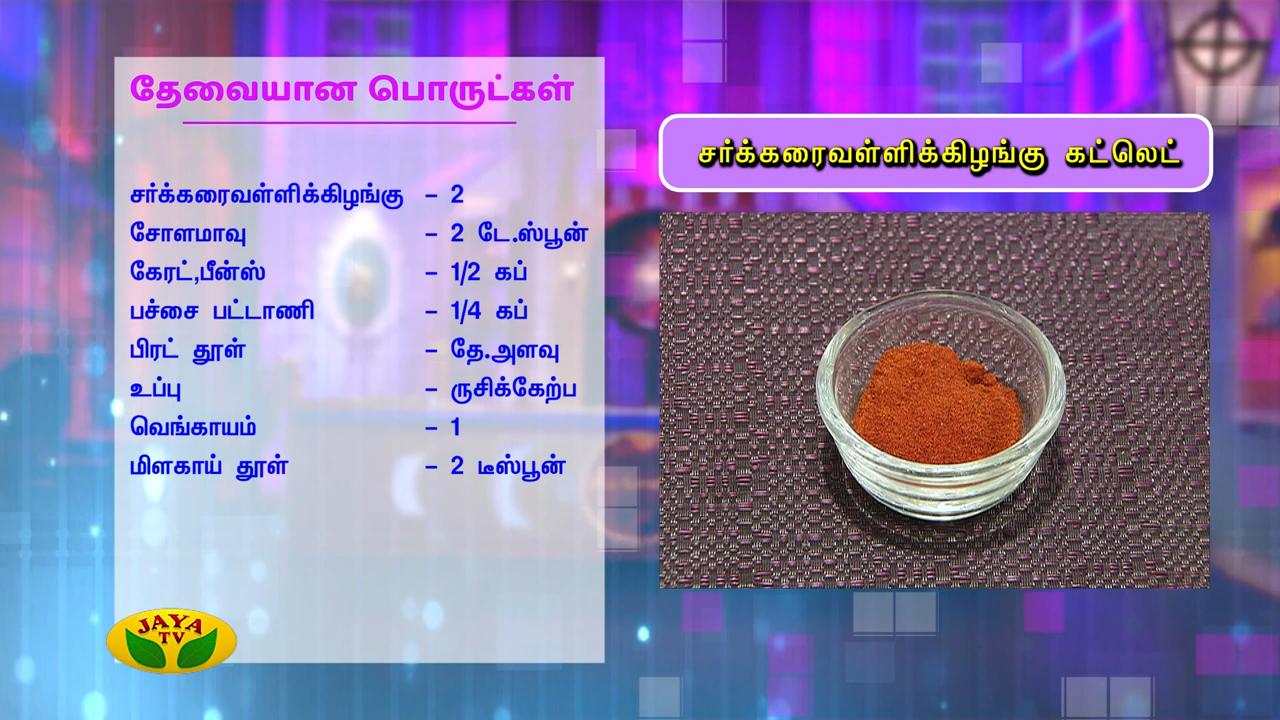 தேவையான பொருட்கள்
சர்க்கரைவள்ளிக்கிழங்கு கட்லெட்
சர்க்கரைவள்ளிக்கிழங்கு - 2
சோளமாவு - 2 டே.ஸ்பூன்
கேரட்,பீன்ஸ் - 1/2 கப்
பச்சை பட்டாணி - 1/4 கப்
பிரட் தூள் - தே.அளவு
உப்பு - ருசிக்கேற்ப
வெங்காயம் - 1
மிளகாய் தூள் - 2 டீஸ்பூன்
JAYA
TV